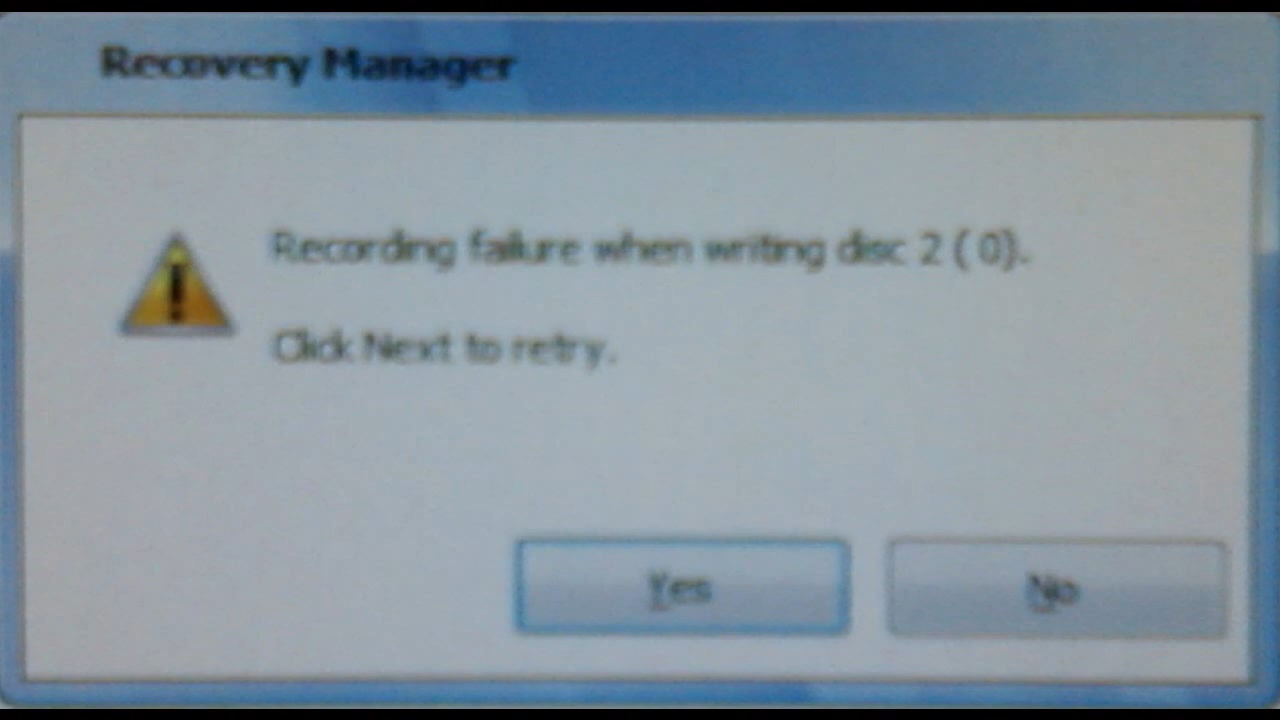 Recovery Manager
Recording failure when writing disc 2 ( 0).
Click Next to retry.
Yes No